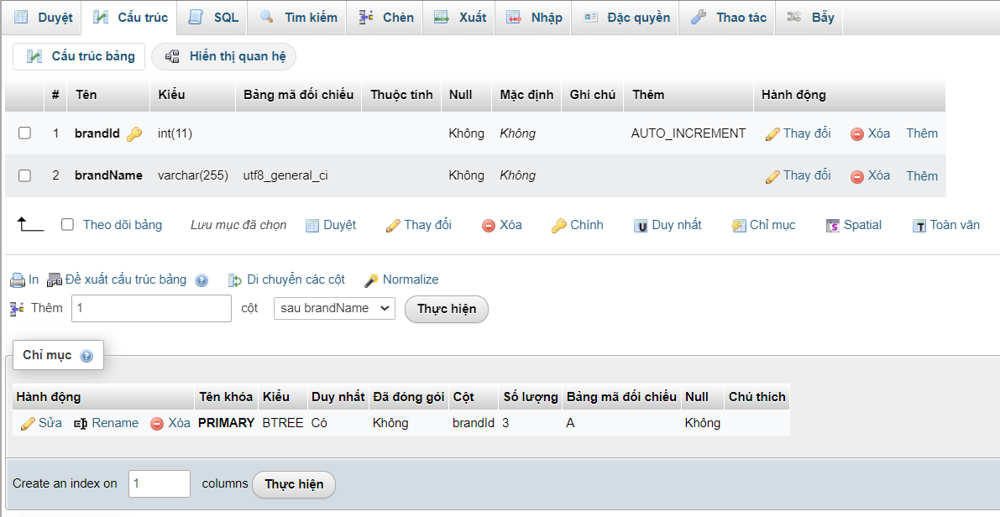 Duyệt Cấu trúc SQL Tìm kiếm Chèn Xuất Nhập Đặc quyền Thao tác Bẫy
Cấu trúc bảng Hiển thị quan hệ
# Tên Kiểu Bảng mã đối chiếu Thuộc tính Null Mặc định Ghi chú Thêm Hành động
1 brandId int(11) Không Không AUTO_INCREMENT Thay đổi Xóa Thêm
2 brandName varchar(255) utf8_general_ci Không Không Thay đổi Xóa Thêm
Theo dõi bảng Lưu mục đã chọn Duyệt Thay đổi Xóa Chính Duy nhất Chỉ mục Spatial Toàn văn
In Đề xuất cấu trúc bảng Di chuyển các cột Normalize
Thêm 1 cột sau brandName Thực hiện
Chỉ mục
Hành động Tên khóa Kiểu Duy nhất Đã đóng gói Cột Số lượng Bảng mã đối chiếu Null Chú thích
Sửa Rename Xóa PRIMARY BTREE Có Không brandId 3 A Không
Create an index on 1 columns Thực hiện